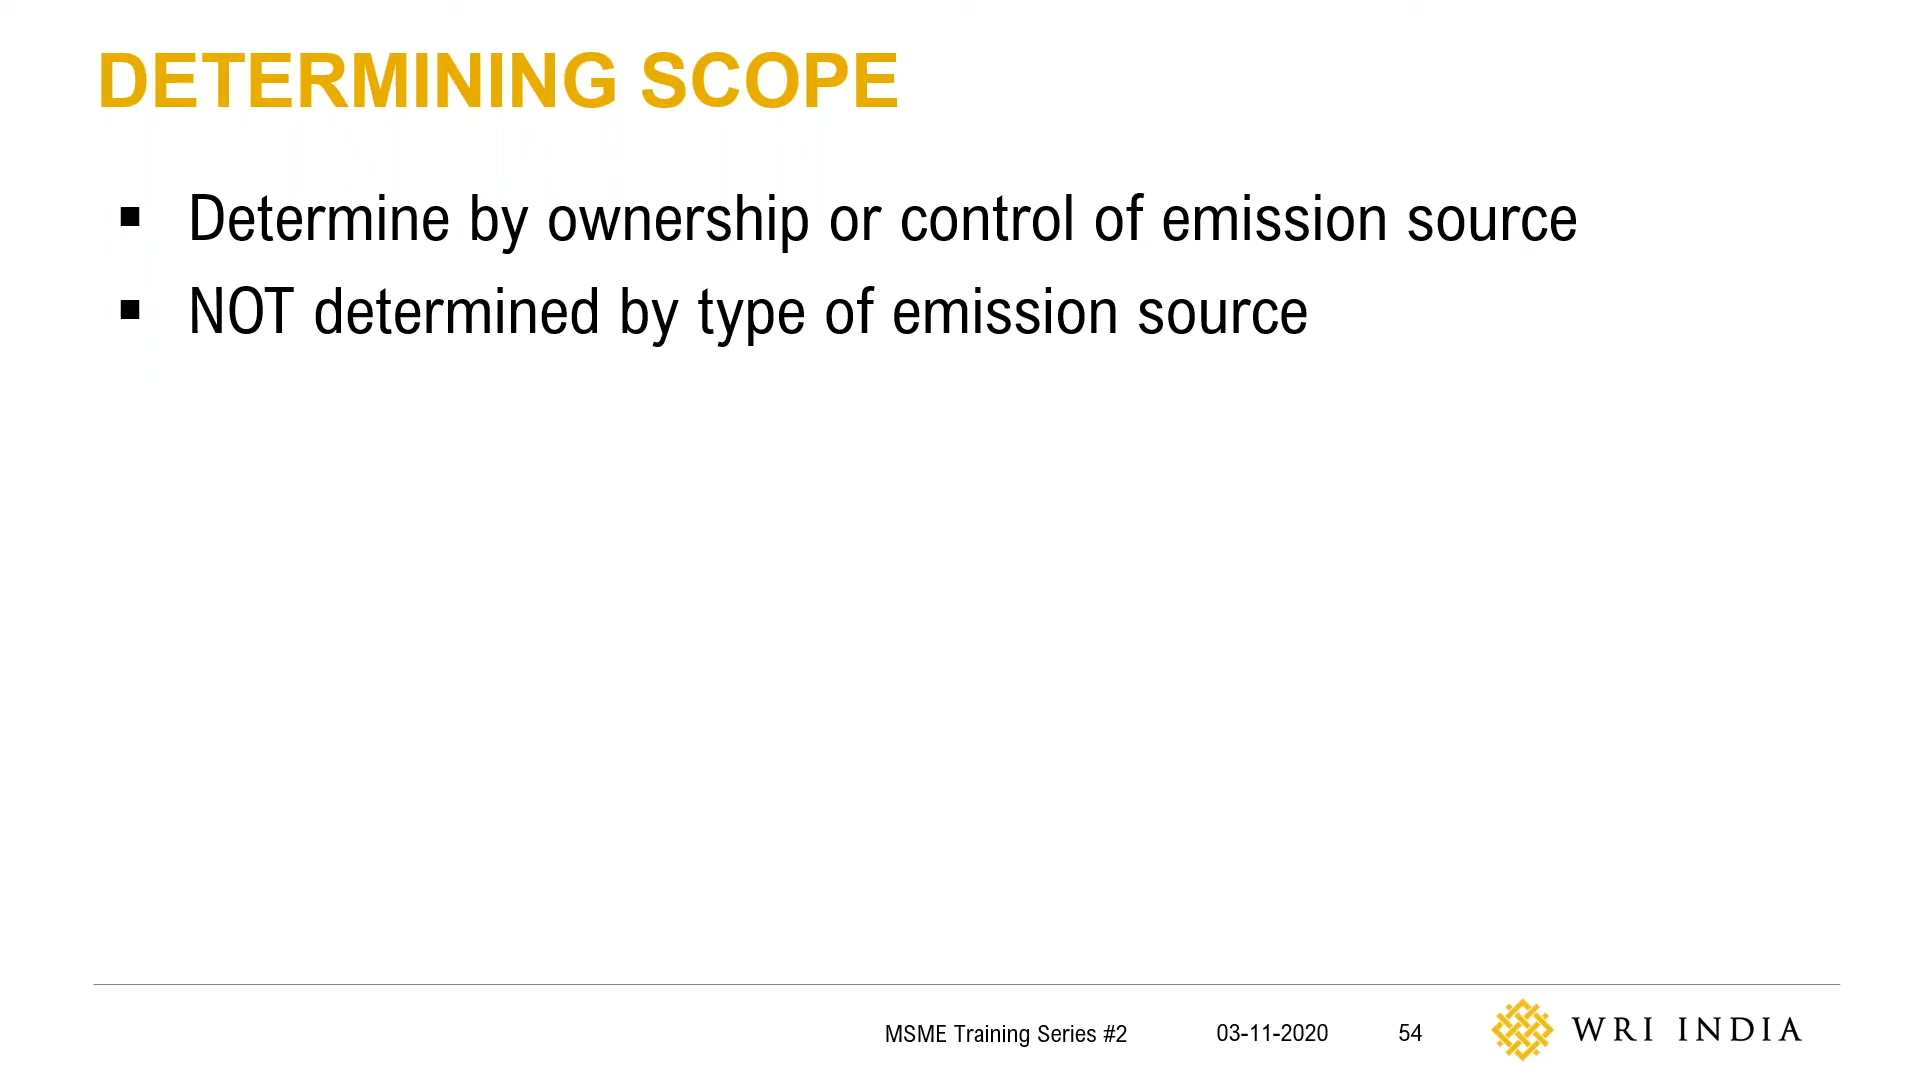 DETERMINING SCOPE
▪ Determine by ownership or control of emission source
▪ NOT determined by type of emission source
MSME Training Series #2 03-11-2020 54 WRI INDIA